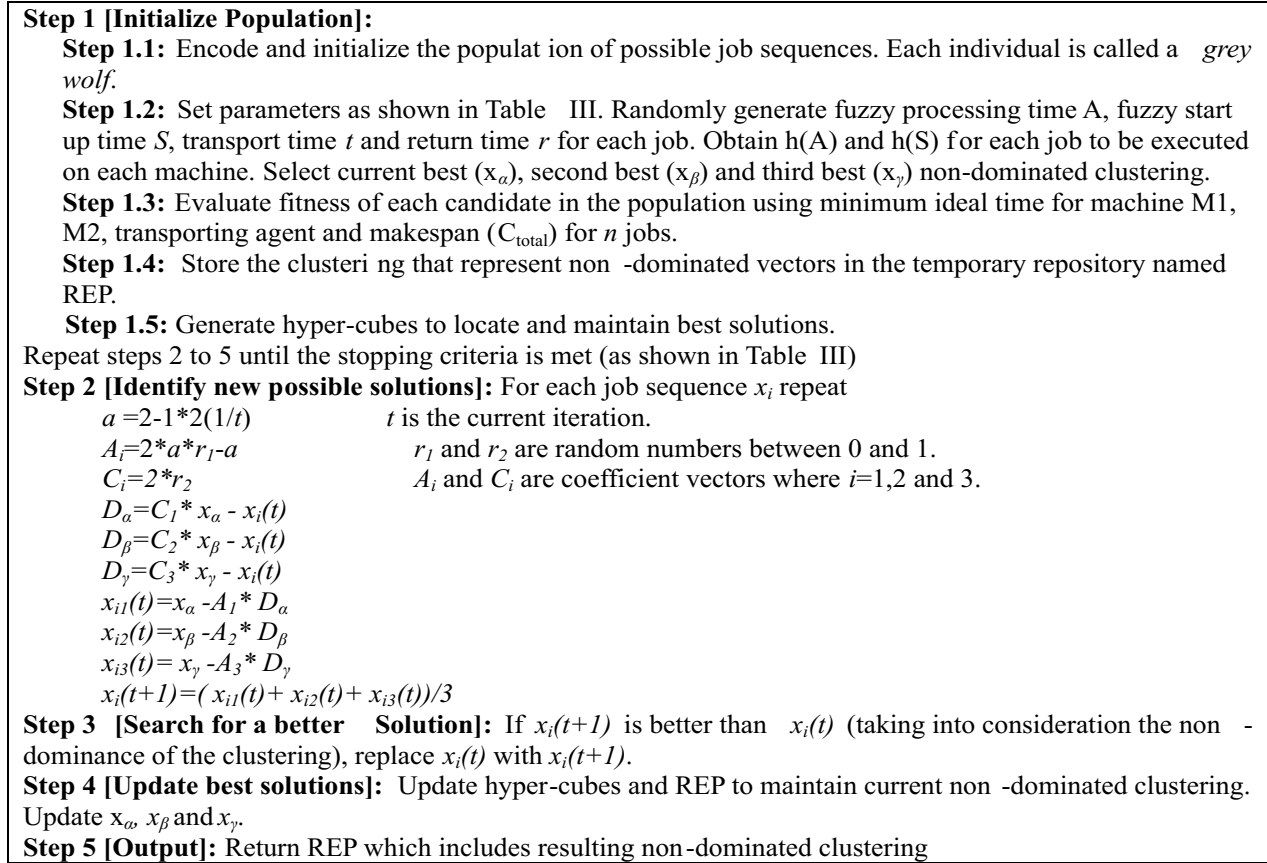 Step 1 [Initialize Population]:
Step 1.1: Encode and initialize the populat ion of possible job sequences. Each individual is called a grey
wolf.
Step 1.2: Set parameters as shown in Table III. Randomly generate fuzzy processing time A, fuzzy start
up time S, transport time t and return time r for each job. Obtain h(A) and h(S) for each job to be executed
on each machine. Select current best (xα), second best (xβ) and third best (xγ) non-dominated clustering.
Step 1.3: Evaluate fitness of each candidate in the population using minimum ideal time for machine M1,
M2, transporting agent and makespan (Ctotal) for n jobs.
Step 1.4: Store the clusteri ng that represent non -dominated vectors in the temporary repository named
REP.
Step 1.5: Generate hyper-cubes to locate and maintain best solutions.
Repeat steps 2 to 5 until the stopping criteria is met (as shown in Table III)
Step 2 [Identify new possible solutions]: For each job sequence xi repeat
a =2-1*2(1/t) t is the current iteration.
Ai=2*a*r1-a r1 and r2 are random numbers between 0 and 1.
Ci=2*r2 Ai and Ci are coefficient vectors where i=1,2 and 3.
Dα=C1* xα - xi(t)
Dβ=C2* xβ - xi(t)
Dγ=C3* xγ - xi(t)
xi1(t)=xα -A1* Dα
xi2(t)=xβ -A2* Dβ
xi3(t)= xγ -A3* Dγ
xi(t+1)=( xi1(t)+ xi2(t)+ xi3(t))/3
Step 3 [Search for a better Solution]: If xi(t+1) is better than xi(t) (taking into consideration the non -
dominance of the clustering), replace xi(t) with xi(t+1).
Step 4 [Update best solutions]: Update hyper-cubes and REP to maintain current non -dominated clustering.
Update xα, xβ and xγ.
Step 5 [Output]: Return REP which includes resulting non-dominated clustering